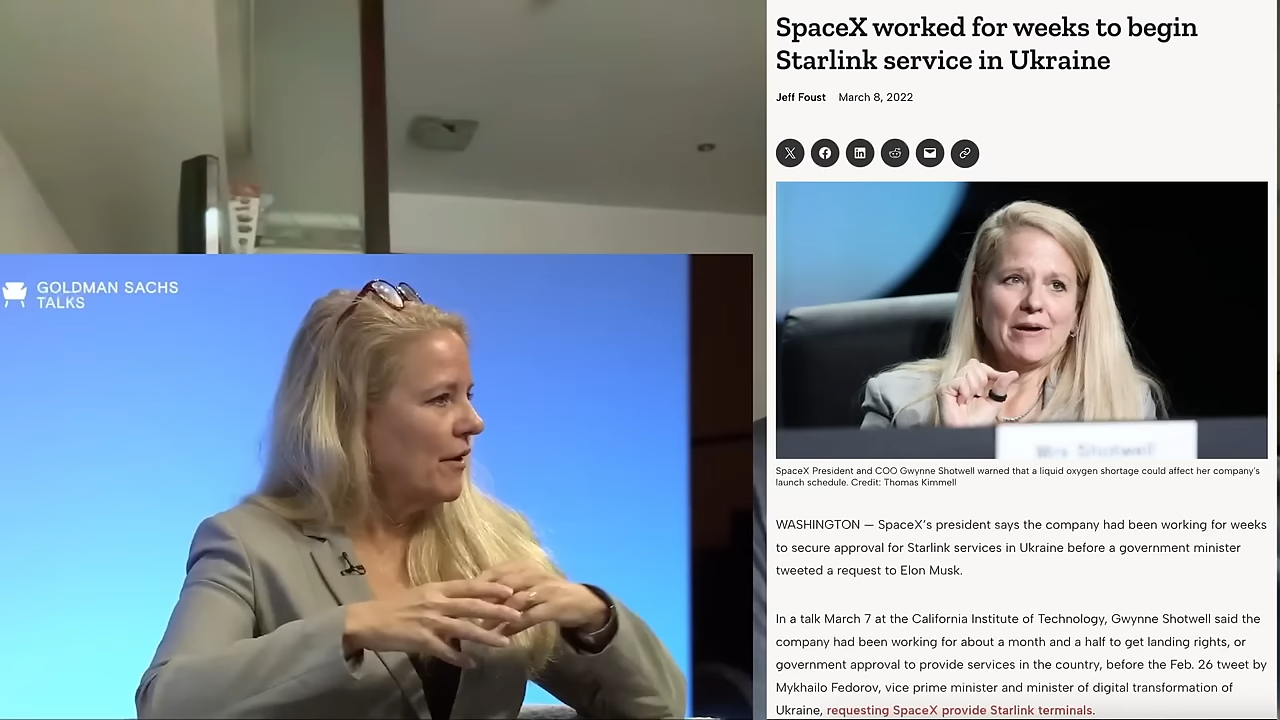 GOLDMAN SACHS
TALKS
SpaceX worked for weeks to begin
Starlink service in Ukraine
Jeff Foust March 8, 2022
Mrs Shotwell
SpaceX President and COO Gwynne Shotwell warned that a liquid oxygen shortage could affect her company's
launch schedule. Credit: Thomas Kimmell
WASHINGTON — SpaceX's president says the company had been working for weeks
to secure approval for Starlink services in Ukraine before a government minister
tweeted a request to Elon Musk.
In a talk March 7 at the California Institute of Technology, Gwynne Shotwell said the
company had been working for about a month and a half to get landing rights, or
government approval to provide services in the country, before the Feb. 26 tweet by
Mykhailo Fedorov, vice prime minister and minister of digital transformation of
Ukraine, requesting SpaceX provide Starlink terminals.